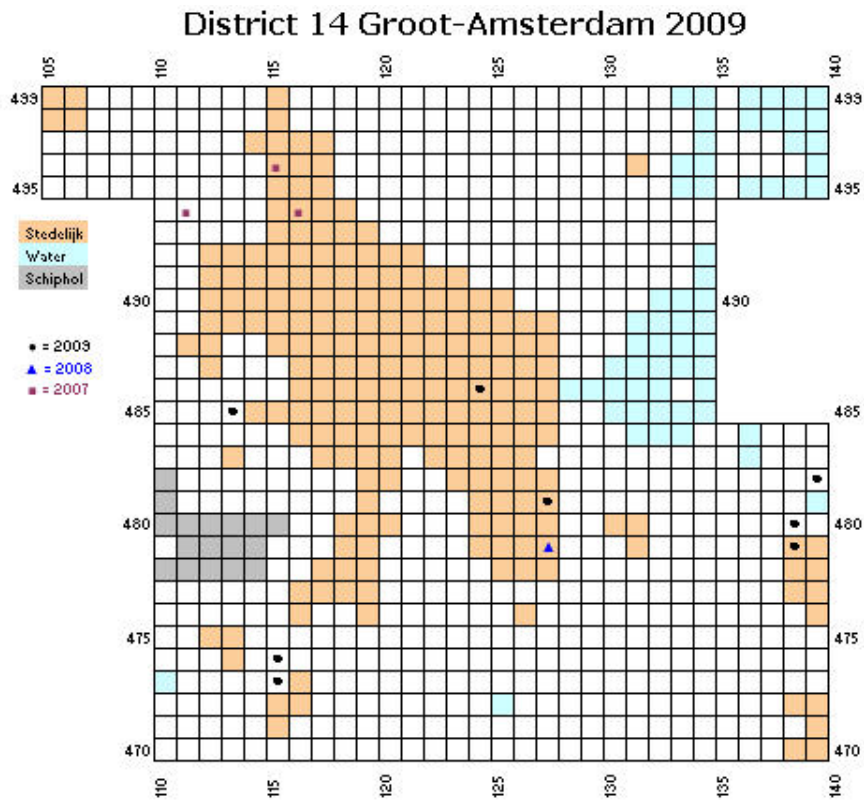 District 14 Groot-Amsterdam 2009
105 110 115 120 125 130 135 140
499 499
495 495
Stedelijk
Water
Schiphol
490 490
• = 2009
▲ = 2008
■ = 2007
485 485
480 480
475 475
470 470
110 115 120 125 130 135 140